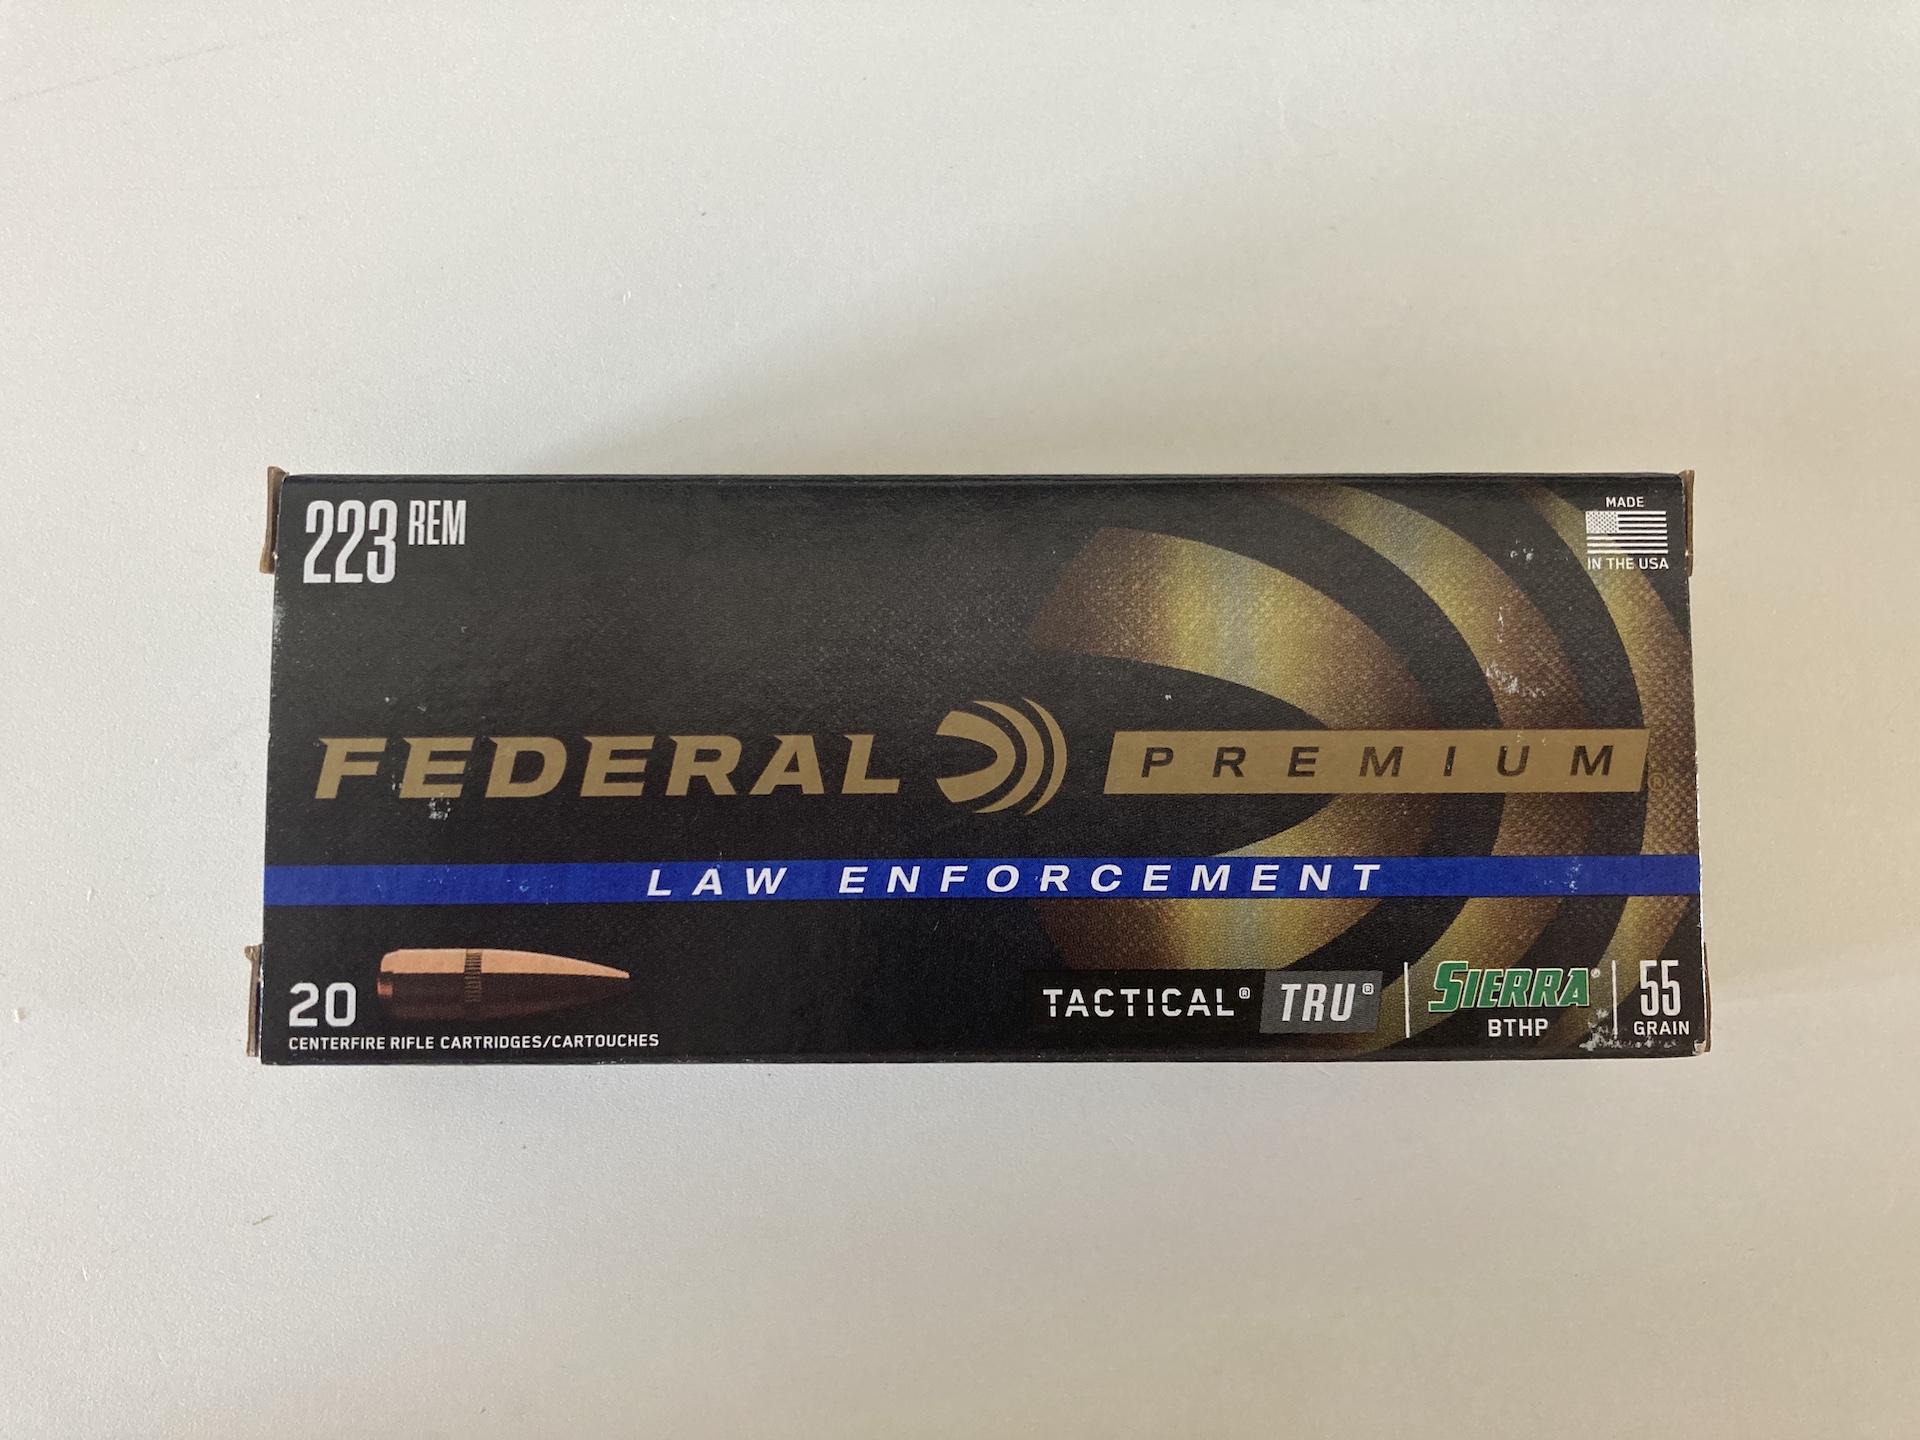 223 REM
MADE
IN THE USA
FEDERAL PREMIUM®
LAW ENFORCEMENT
20
CENTERFIRE RIFLE CARTRIDGES/CARTOUCHES
TACTICAL® TRU®
SIERRA®
BTHP
55
GRAIN